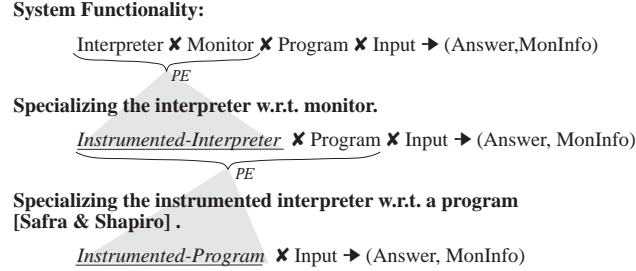 System Functionality:
Interpreter ✘ Monitor ✘ Program ✘ Input ➔ (Answer,MonInfo)
PE
Specializing the interpreter w.r.t. monitor.
Instrumented-Interpreter ✘ Program ✘ Input ➔ (Answer, MonInfo)
PE
Specializing the instrumented interpreter w.r.t. a program
[Safra & Shapiro] .
Instrumented-Program ✘ Input ➔ (Answer, MonInfo)